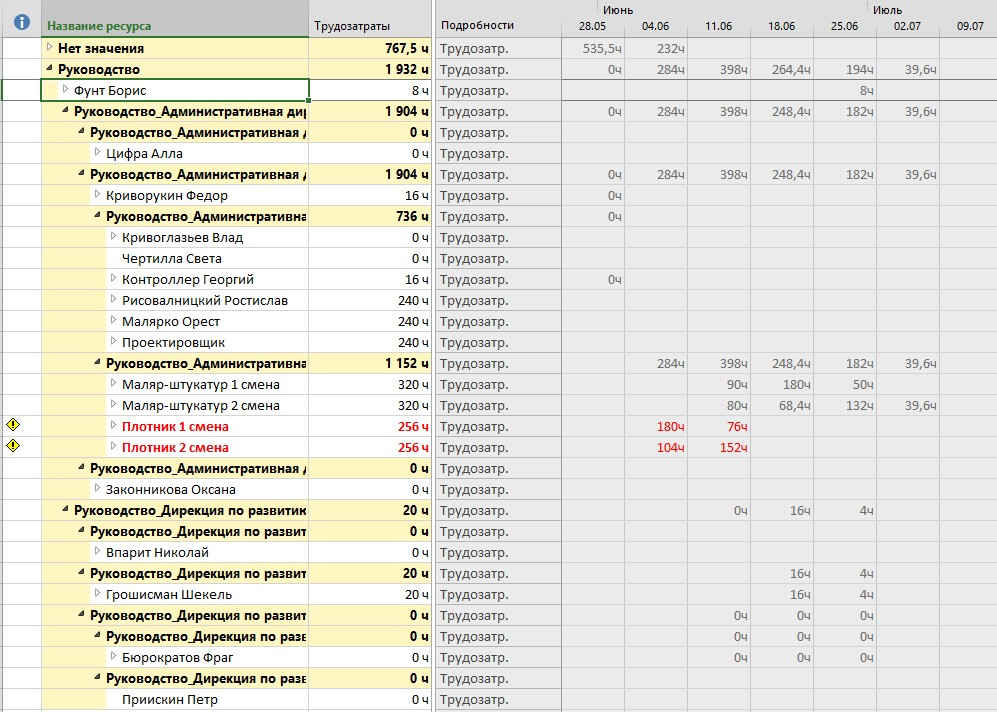 Июнь Июль
Название ресурса Трудозатраты Подробности 28.05 04.06 11.06 18.06 25.06 02.07 09.07
Нет значения 767,5 ч Трудозатр. 535,5ч 232ч
Руководство 1 932 ч Трудозатр. 0ч 284ч 398ч 264,4ч 194ч 39,6ч
Фунт Борис 8 ч Трудозатр. 8ч
Руководство_Административная дир 1 904 ч Трудозатр. 0ч 284ч 398ч 248,4ч 182ч 39,6ч
Руководство_Административная д 0 ч Трудозатр.
Цифра Алла 0 ч Трудозатр.
Руководство_Административная д 1 904 ч Трудозатр. 0ч 284ч 398ч 248,4ч 182ч 39,6ч
Криворукин Федор 16 ч Трудозатр. 0ч
Руководство_Административна 736 ч Трудозатр. 0ч
Кривоглазьев Влад 0 ч Трудозатр.
Чертилла Света 0 ч Трудозатр.
Контроллер Георгий 16 ч Трудозатр. 0ч
Рисовалницкий Ростислав 240 ч Трудозатр.
Малярко Орест 240 ч Трудозатр.
Проектировщик 240 ч Трудозатр.
Руководство_Административна 1 152 ч Трудозатр. 284ч 398ч 248,4ч 182ч 39,6ч
Маляр-штукатур 1 смена 320 ч Трудозатр. 90ч 180ч 50ч
Маляр-штукатур 2 смена 320 ч Трудозатр. 80ч 68,4ч 132ч 39,6ч
Плотник 1 смена 256 ч Трудозатр. 180ч 76ч
Плотник 2 смена 256 ч Трудозатр. 104ч 152ч
Руководство_Административная д 0 ч Трудозатр.
Законникова Оксана 0 ч Трудозатр.
Руководство_Дирекция по развитик 20 ч Трудозатр. 0ч 16ч 4ч
Руководство_Дирекция по развит 0 ч Трудозатр.
Впарит Николай 0 ч Трудозатр.
Руководство_Дирекция по развит 20 ч Трудозатр. 16ч 4ч
Грошисман Шекель 20 ч Трудозатр. 16ч 4ч
Руководство_Дирекция по развит 0 ч Трудозатр. 0ч 0ч 0ч
Руководство_Дирекция по разв 0 ч Трудозатр. 0ч 0ч 0ч
Бюрократов Фраг 0 ч Трудозатр. 0ч 0ч 0ч
Руководство_Дирекция по разв 0 ч Трудозатр.
Приискин Петр 0 ч Трудозатр.